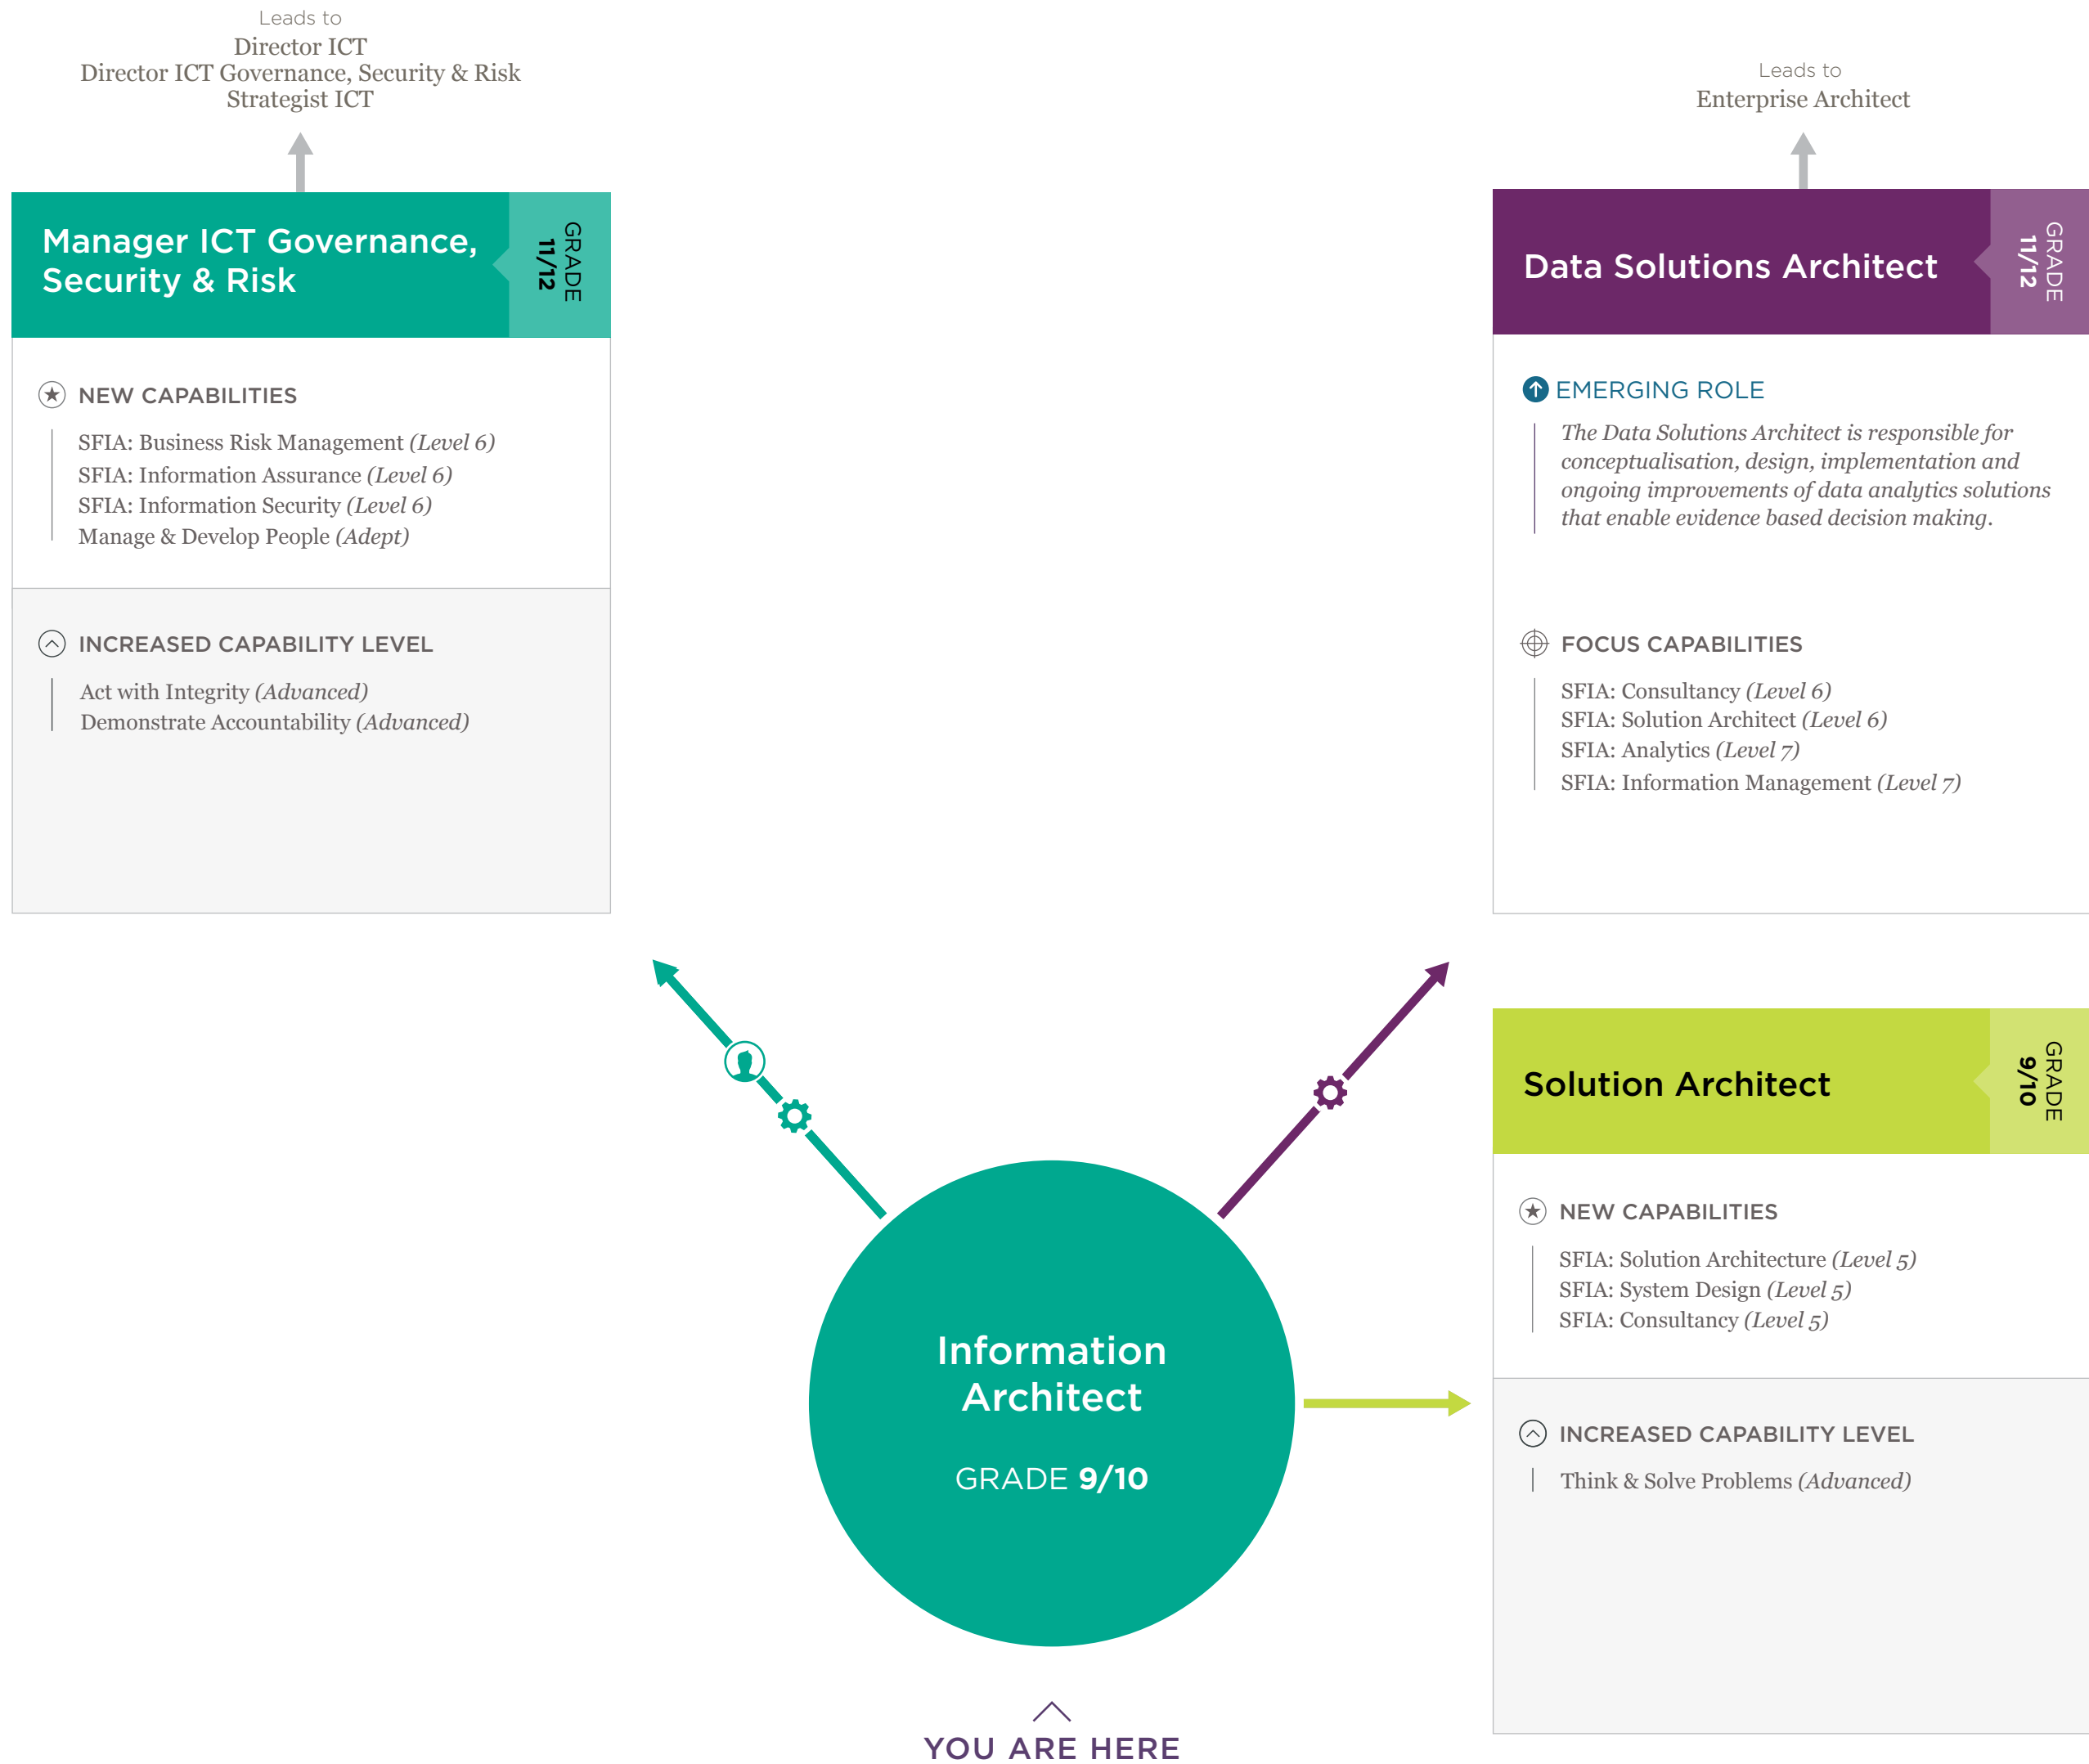 Leads to
Director ICT
Director ICT Governance, Security & Risk
Strategist ICT
Manager ICT Governance,
Security & Risk
GRADE
11/12
NEW CAPABILITIES
SFIA: Business Risk Management (Level 6)
SFIA: Information Assurance (Level 6)
SFIA: Information Security (Level 6)
Manage & Develop People (Adept)
INCREASED CAPABILITY LEVEL
Act with Integrity (Advanced)
Demonstrate Accountability (Advanced)
Leads to
Enterprise Architect
Data Solutions Architect
GRADE
11/12
EMERGING ROLE
The Data Solutions Architect is responsible for
conceptualisation, design, implementation and
ongoing improvements of data analytics solutions
that enable evidence based decision making.
FOCUS CAPABILITIES
SFIA: Consultancy (Level 6)
SFIA: Solution Architect (Level 6)
SFIA: Analytics (Level 7)
SFIA: Information Management (Level 7)
Solution Architect
GRADE
9/10
NEW CAPABILITIES
SFIA: Solution Architecture (Level 5)
SFIA: System Design (Level 5)
SFIA: Consultancy (Level 5)
INCREASED CAPABILITY LEVEL
Think & Solve Problems (Advanced)
Information
Architect
GRADE 9/10
YOU ARE HERE